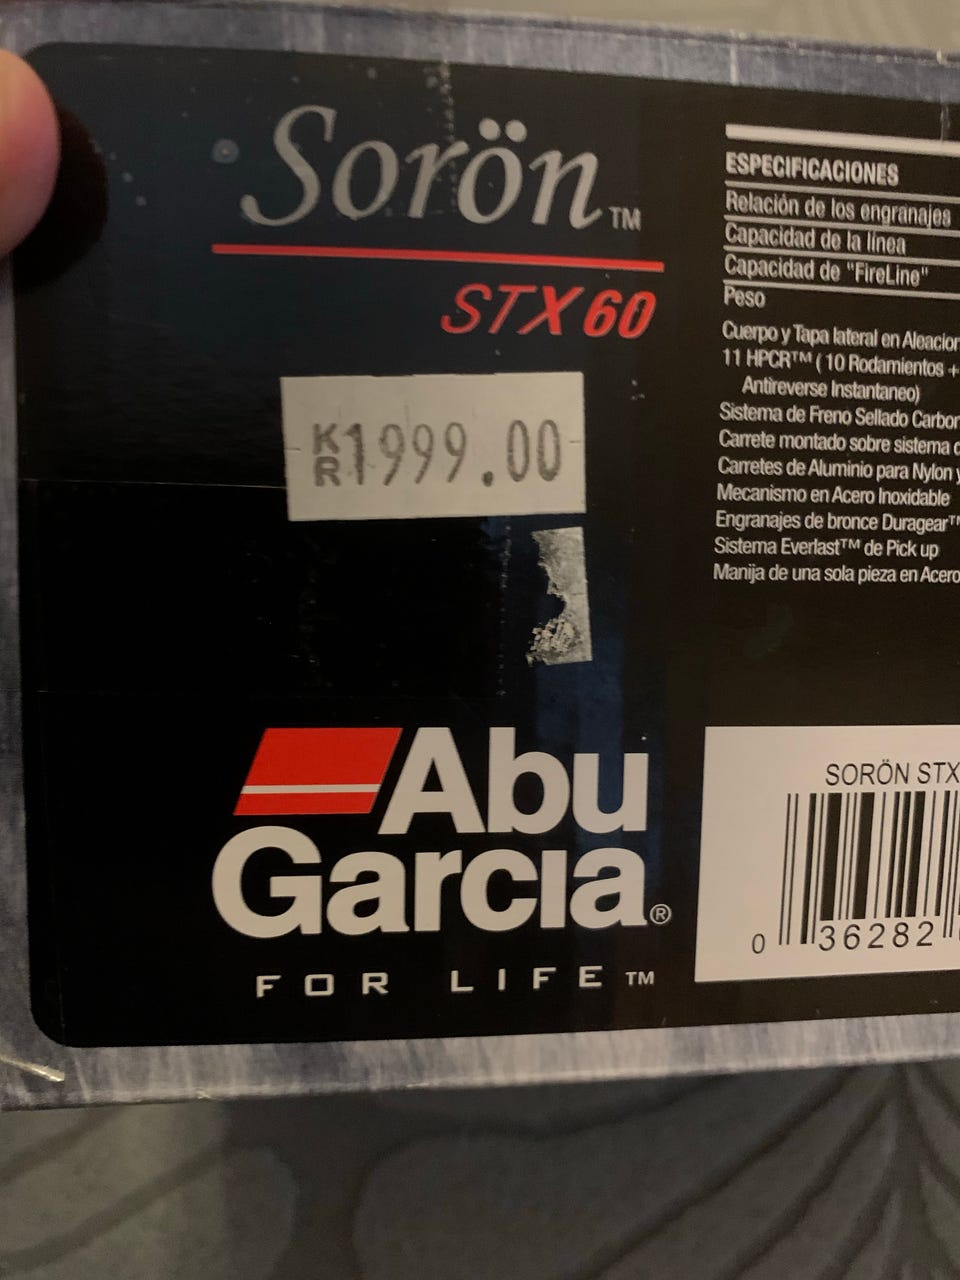 Sorön™
STX 60
KR1999.00
Abu
Garcia®
FOR LIFE™
ESPECIFICACIONES
Relación de los engranajes
Capacidad de la línea
Capacidad de "FireLine"
Peso
Cuerpo y Tapa lateral en
11 HPCR™ ( 10 Rodamientos +
Antireverse Instantaneo)
Sistema de Freno Sellado
Carrete montado sobre sistema
Carretes de Aluminio para Nylon y
Mecanismo en Acero Inoxidable
Engranajes de bronce Duragear™
Sistema Everlast™ de Pick up
Manija de una sola pieza en Acero
SORÖN STX
0 36282